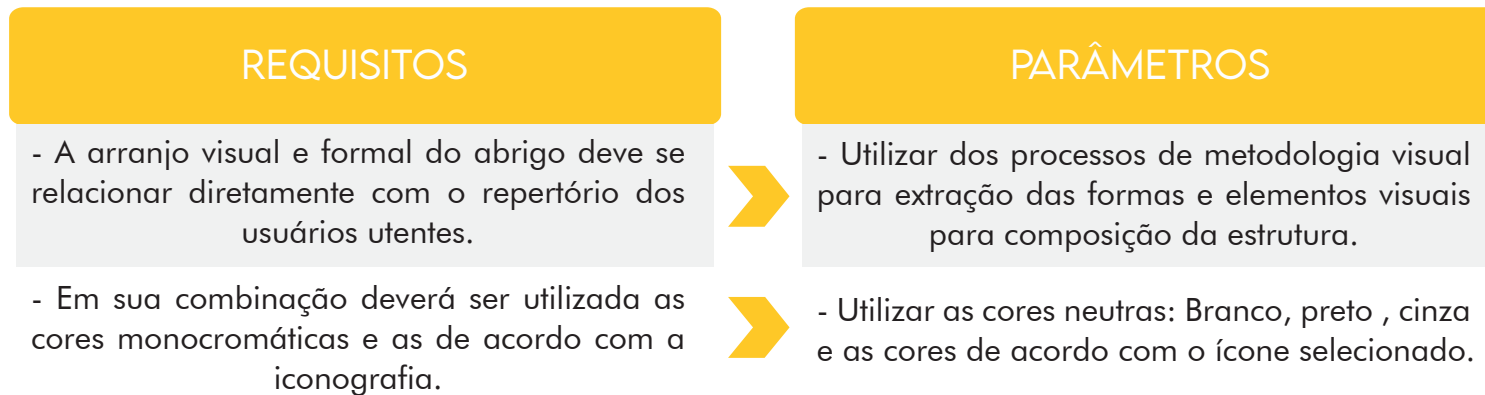 REQUISITOS
PARÂMETROS
- A arranjo visual e formal do abrigo deve se
relacionar diretamente com o repertório dos
usuários utentes.
- Utilizar dos processos de metodologia visual
para extração das formas e elementos visuais
para composição da estrutura.
- Em sua combinação deverá ser utilizada as
cores monocromáticas e as de acordo com a
iconografia.
- Utilizar as cores neutras: Branco, preto , cinza
e as cores de acordo com o ícone selecionado.